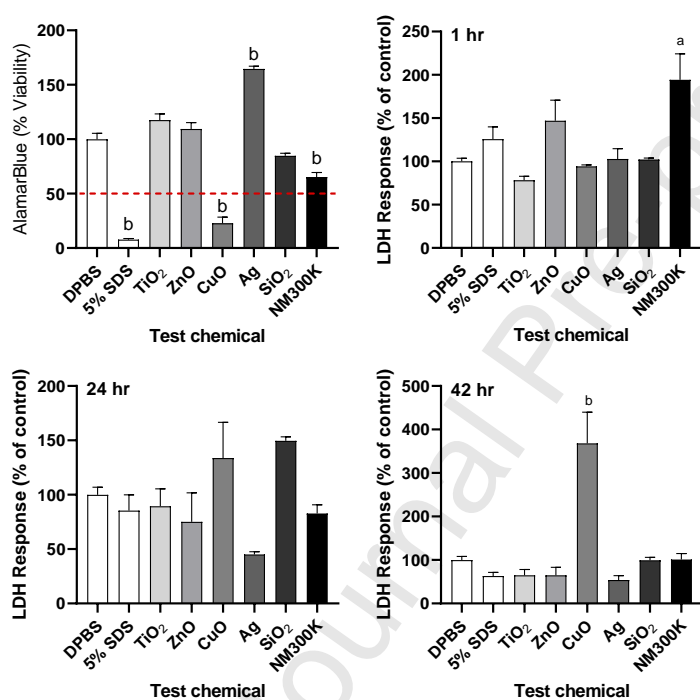 200
150
100
50
0
AlamarBlue (% Viability)
b
b
b
b
DPBS
5% SDS
TiO₂
ZnO
CuO
Ag
SiO₂
NM300K
Test chemical
1 hr
250
200
150
100
50
0
LDH Response (% of control)
a
DPBS
5% SDS
TiO₂
ZnO
CuO
Ag
SiO₂
NM300K
Test chemical
24 hr
200
150
100
50
0
LDH Response (% of control)
DPBS
5% SDS
TiO₂
ZnO
CuO
Ag
SiO₂
NM300K
Test chemical
42 hr
500
400
300
200
100
0
LDH Response (% of control)
b
DPBS
5% SDS
TiO₂
ZnO
CuO
Ag
SiO₂
NM300K
Test chemical
ournal Pre